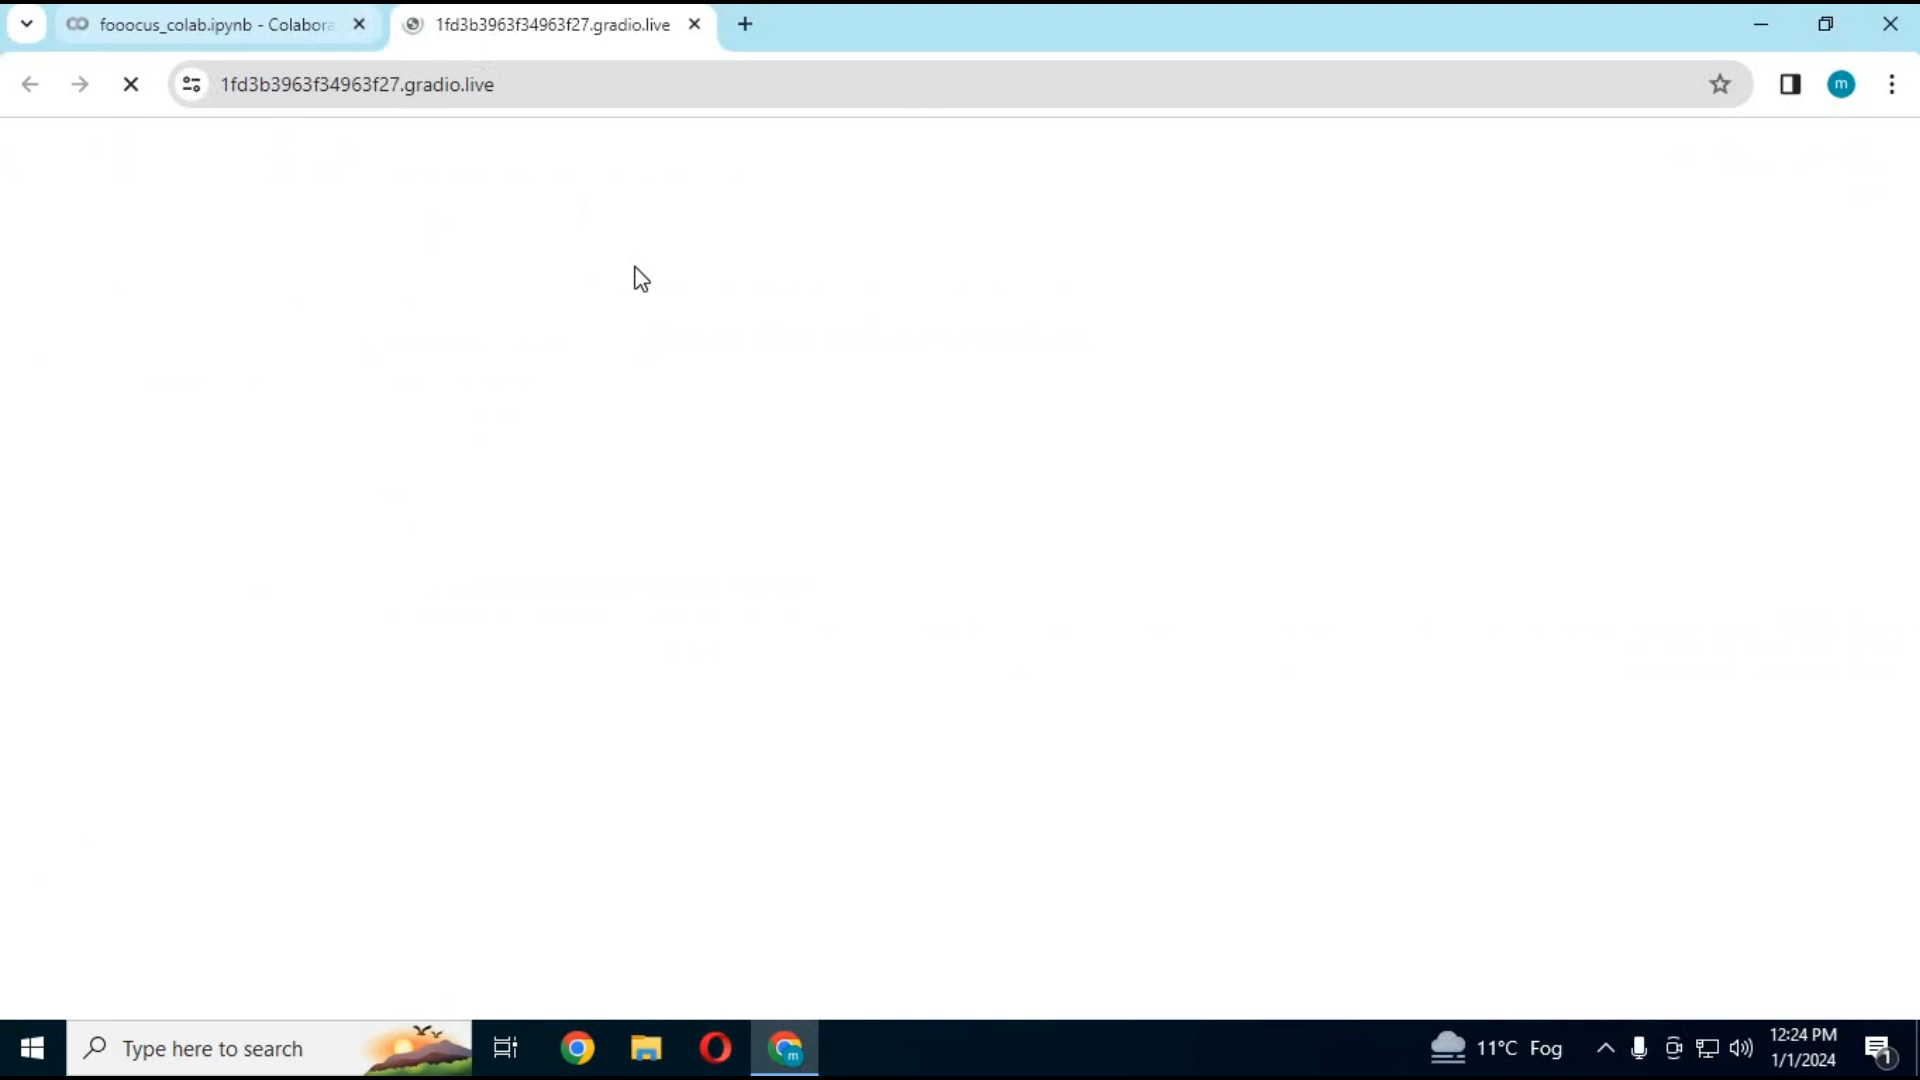 fooocus_colab.ipynb - Colabora
1fd3b3963f34963f27.gradio.live
1fd3b3963f34963f27.gradio.live
m
Type here to search
m
11°C Fog
12:24 PM
1/1/2024
1